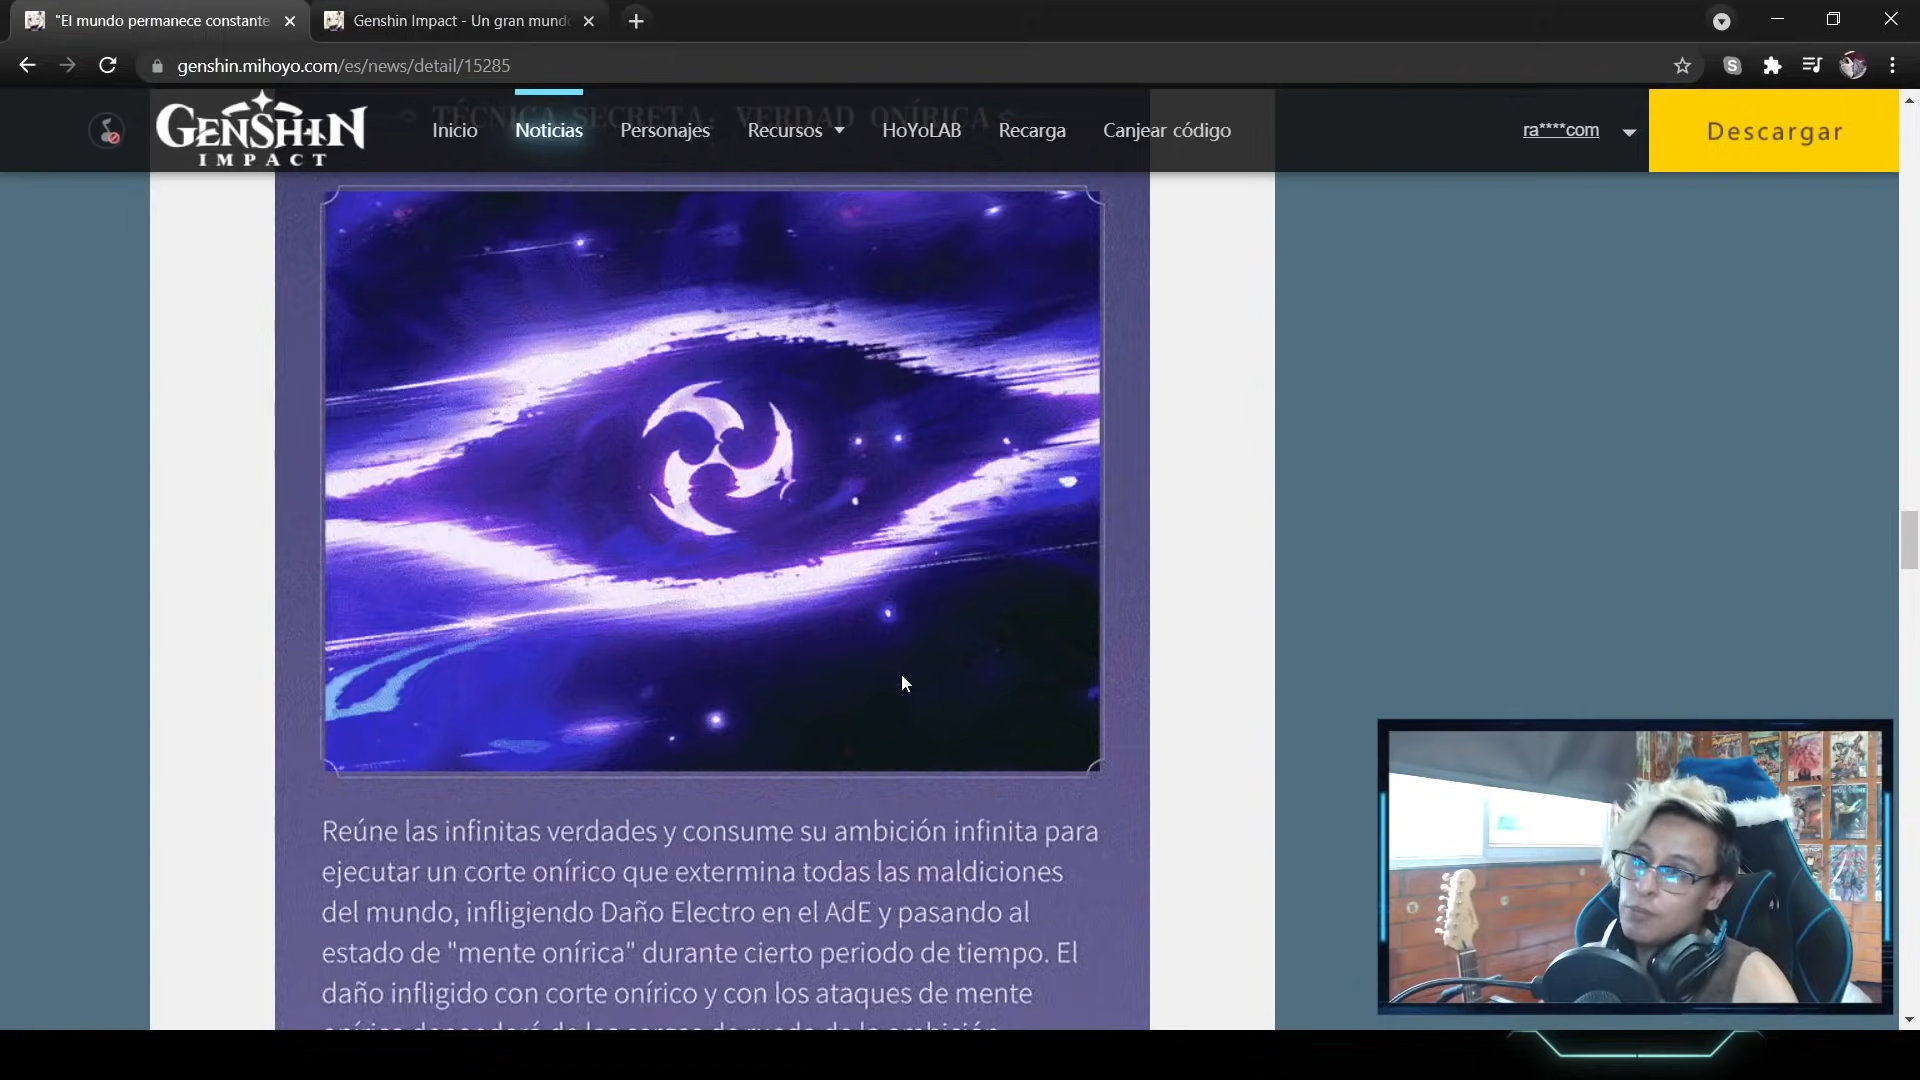 "El mundo permanece constante
Genshin Impact - Un gran mund
genshin.mihoyo.com/es/news/detail/15285
TÉCNICA SECRETA: VERDAD ONÍRICA
GENSHIN
IMPACT
Inicio
Noticias
Personajes
Recursos
HoYoLAB
Recarga
Canjear código
ra****com
Descargar
Reúne las infinitas verdades y consume su ambición infinita para
ejecutar un corte onírico que extermina todas las maldiciones
del mundo, infligiendo Daño Electro en el AdE y pasando al
estado de "mente onírica" durante cierto periodo de tiempo. El
daño infligido con corte onírico y con los ataques de mente